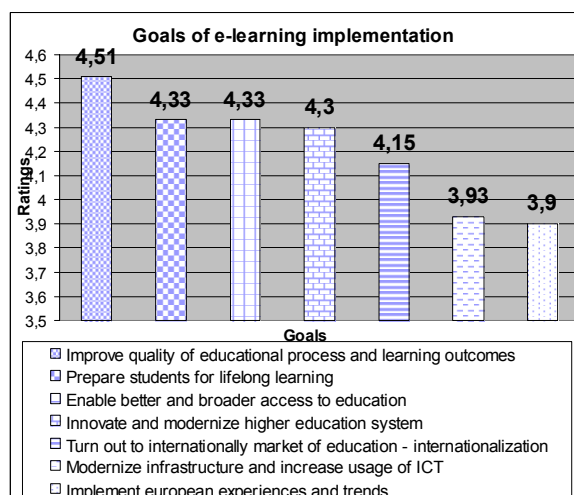 Goals of e-learning implementation
4,6
4,5
4,4
4,3
4,2
4,1
4
3,9
3,8
3,7
3,6
3,5
Ratings
4,51
4,33
4,33
4,3
4,15
3,93
3,9
Goals
Improve quality of educational process and learning outcomes
Prepare students for lifelong learning
Enable better and broader access to education
Innovate and modernize higher education system
Turn out to internationally market of education - internationalization
Modernize infrastructure and increase usage of ICT
Implement european experiences and trends